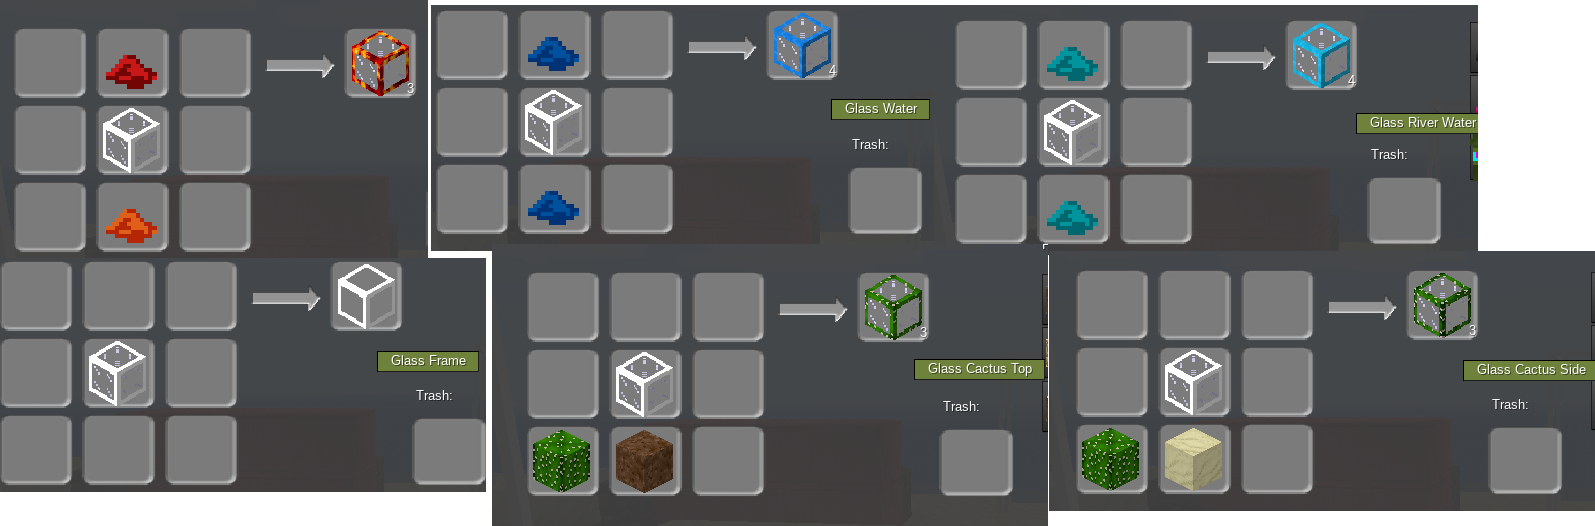 3
4
Glass Water
Trash:
4
Glass River Water
Trash:
Glass Frame
Trash:
3
Glass Cactus Top
Trash:
3
Glass Cactus Side
Trash: